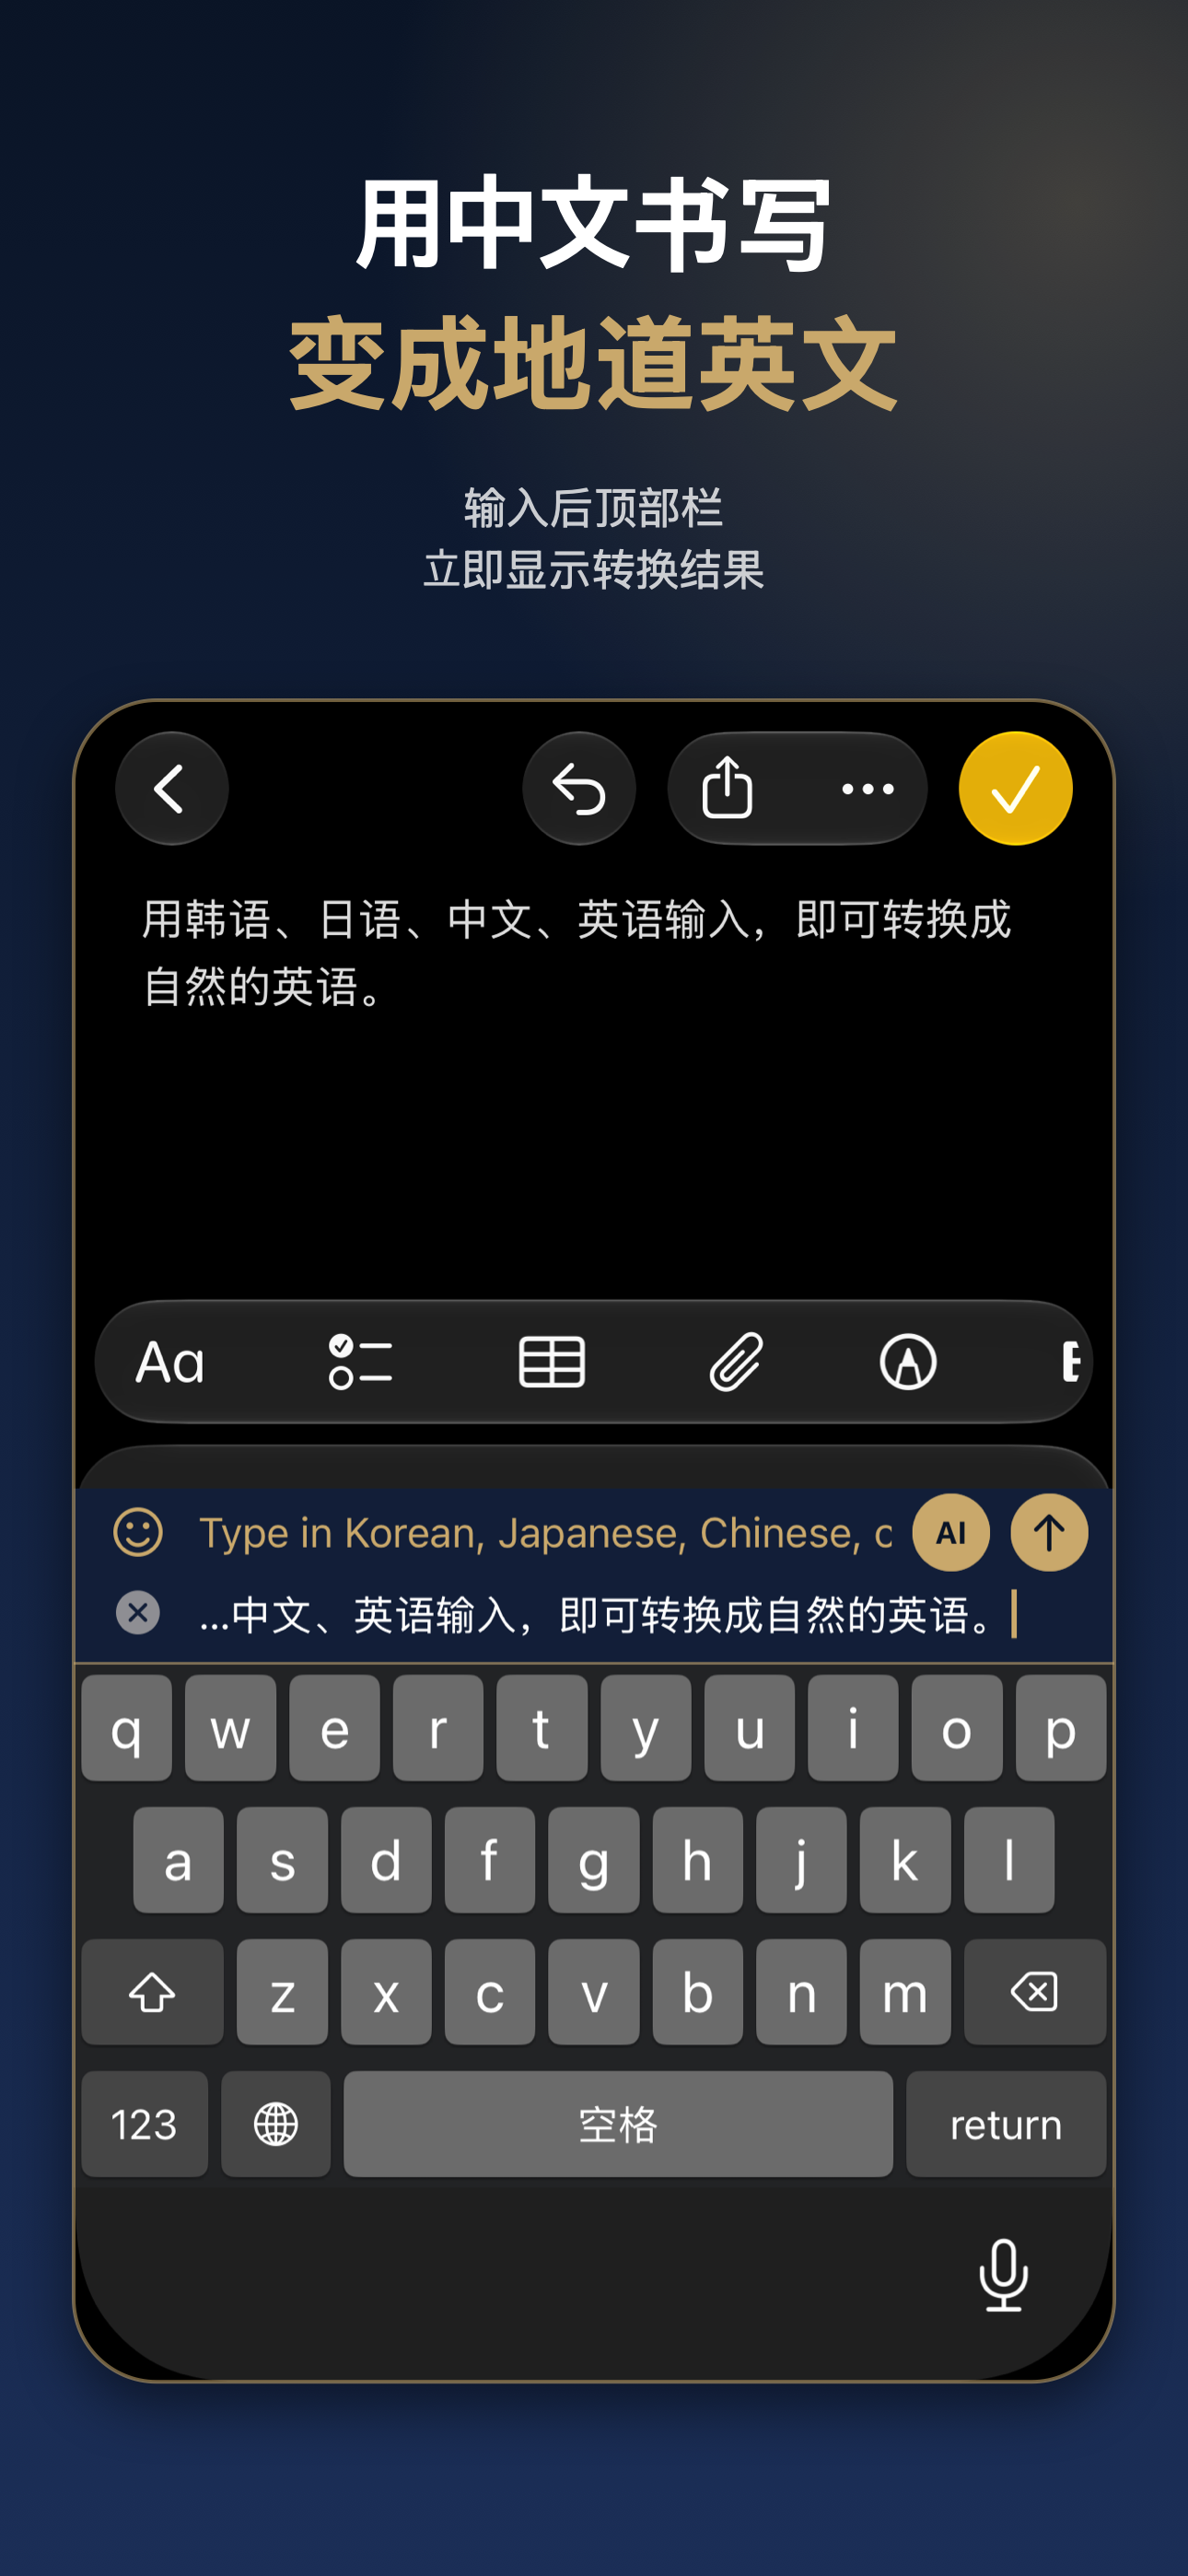 用中文书写
变成地道英文
输入后顶部栏
立即显示转换结果
用韩语、日语、中文、英语输入，即可转换成
自然的英语。
Aa
Type in Korean, Japanese, Chinese,
AI
...中文、英语输入，即可转换成自然的英语。
q w e r t y u i o p
a s d f g h j k l
z x c v b n m
123 空格 return